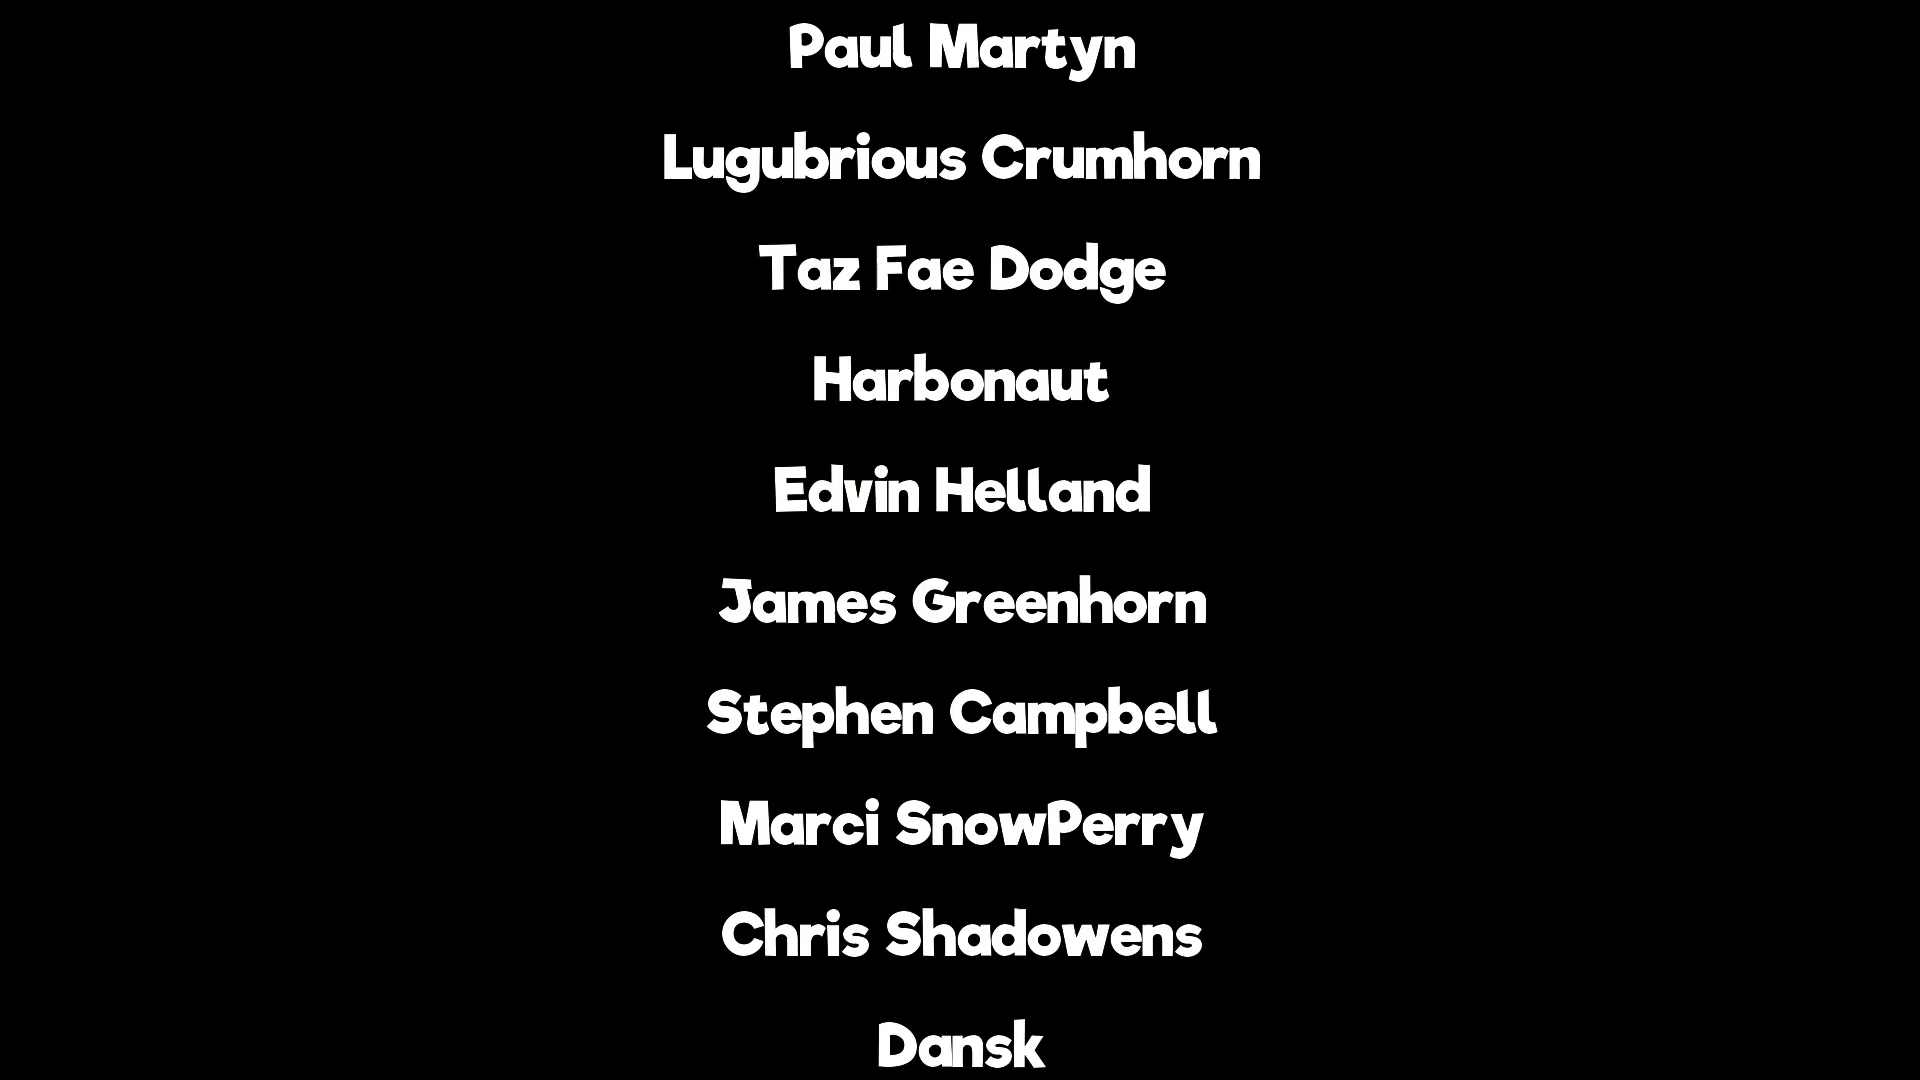 Paul Martyn
Lugubrious Crumhorn
Taz Fae Dodge
Harbonaut
Edvin Helland
James Greenhorn
Stephen Campbell
Marci SnowPerry
Chris Shadowens
Dansk